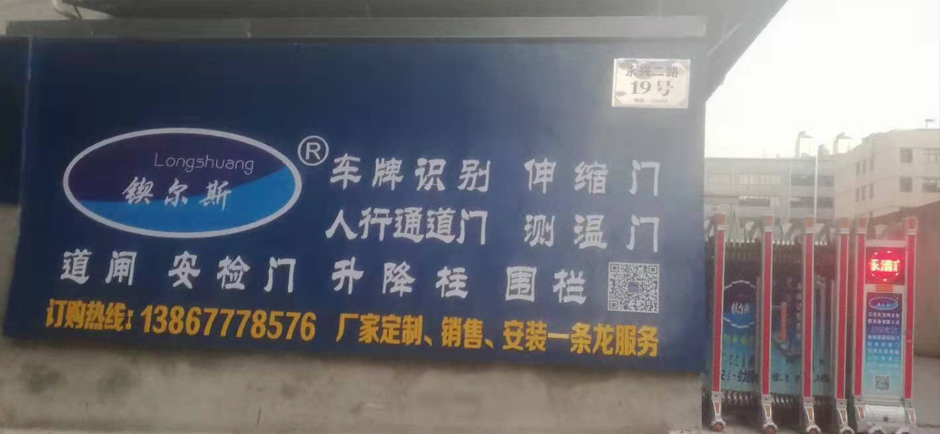 19号
Longshuang
锲尔斯
®
车牌识别 伸缩门
人行通道门 测温门
道闸 安检门 升降柱 围栏
订购热线: 13867778576 厂家定制、销售、安装一条龙服务